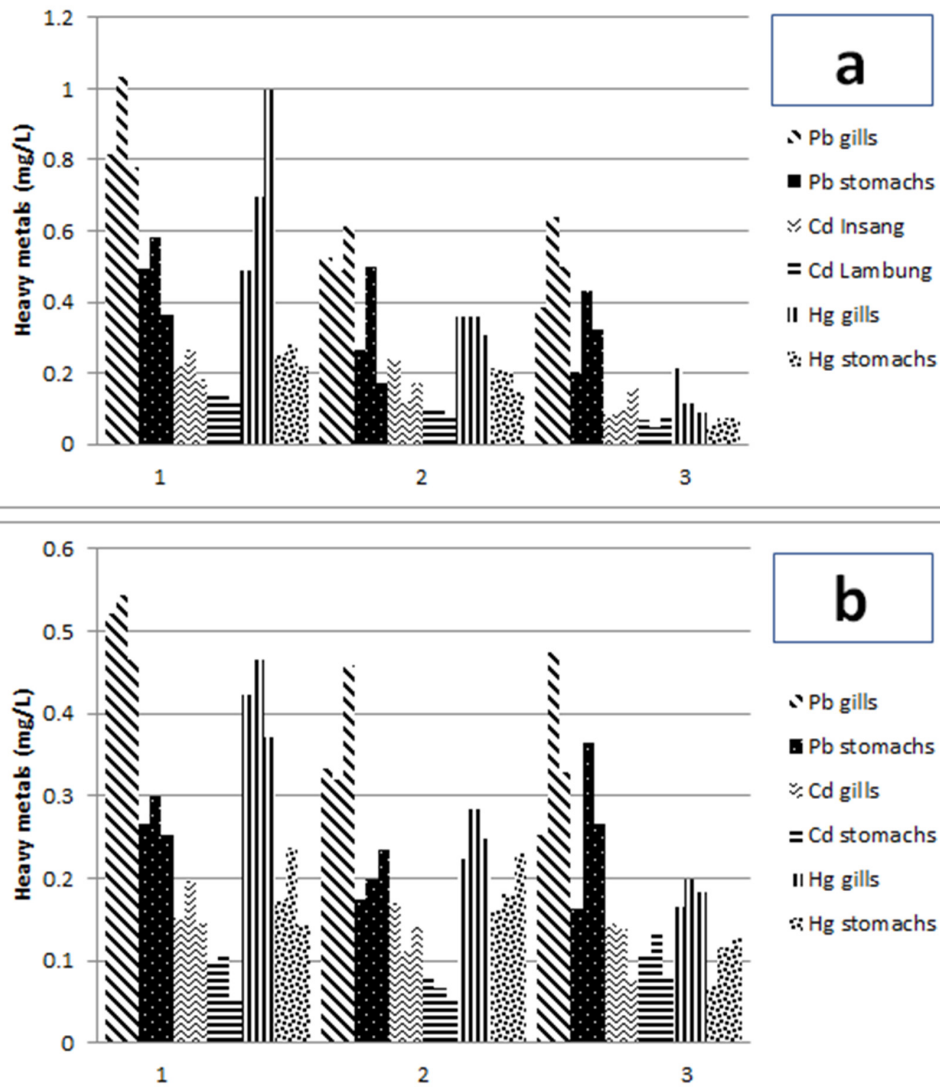 1.2
1
0.8
0.6
0.4
0.2
0
Heavy metals (mg/L)
1 2 3
a
Pb gills
Pb stomachs
Cd Insang
Cd Lambung
Hg gills
Hg stomachs
0.6
0.5
0.4
0.3
0.2
0.1
0
Heavy metals (mg/L)
1 2 3
b
Pb gills
Pb stomachs
Cd gills
Cd stomachs
Hg gills
Hg stomachs